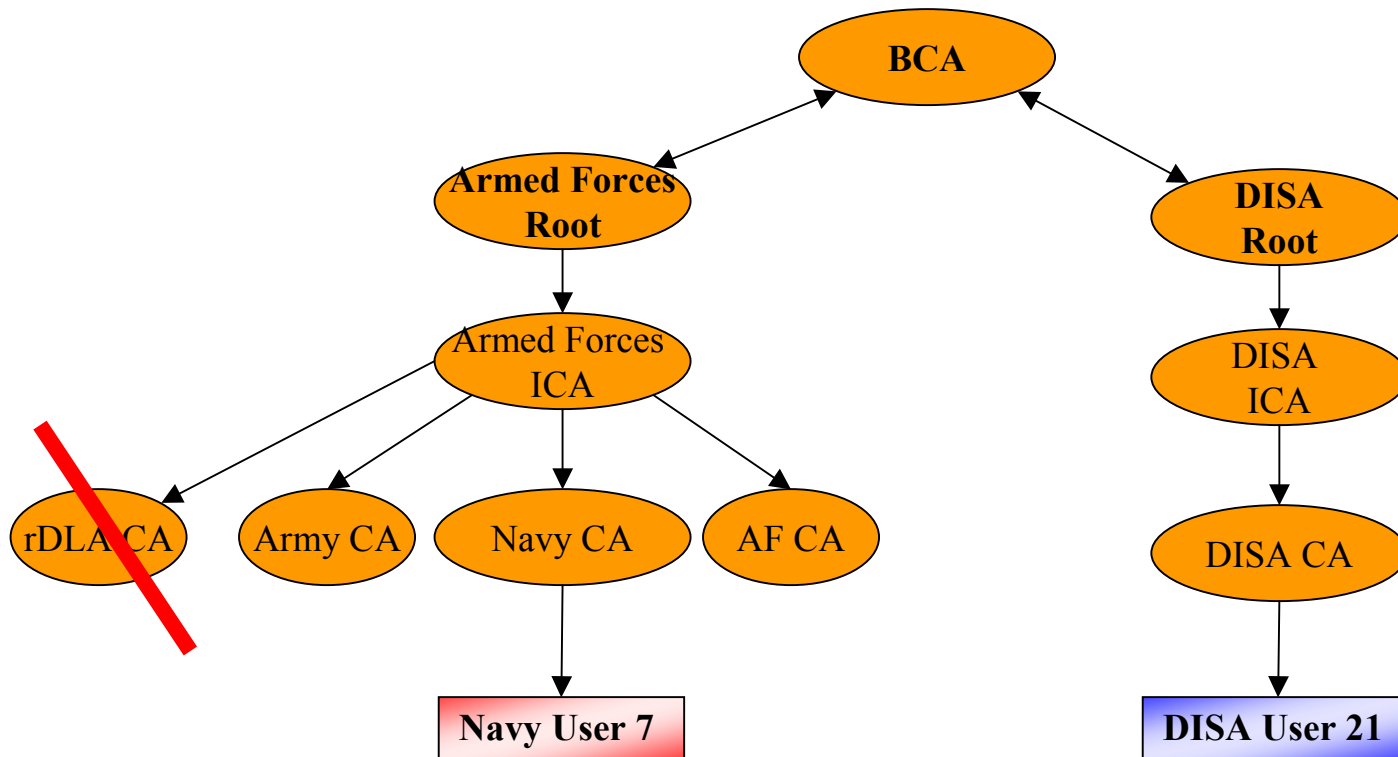 BCA
Armed Forces
Root
DISA
Root
Armed Forces
ICA
DISA
ICA
rDLA CA
Army CA
Navy CA
AF CA
DISA CA
Navy User 7
DISA User 21